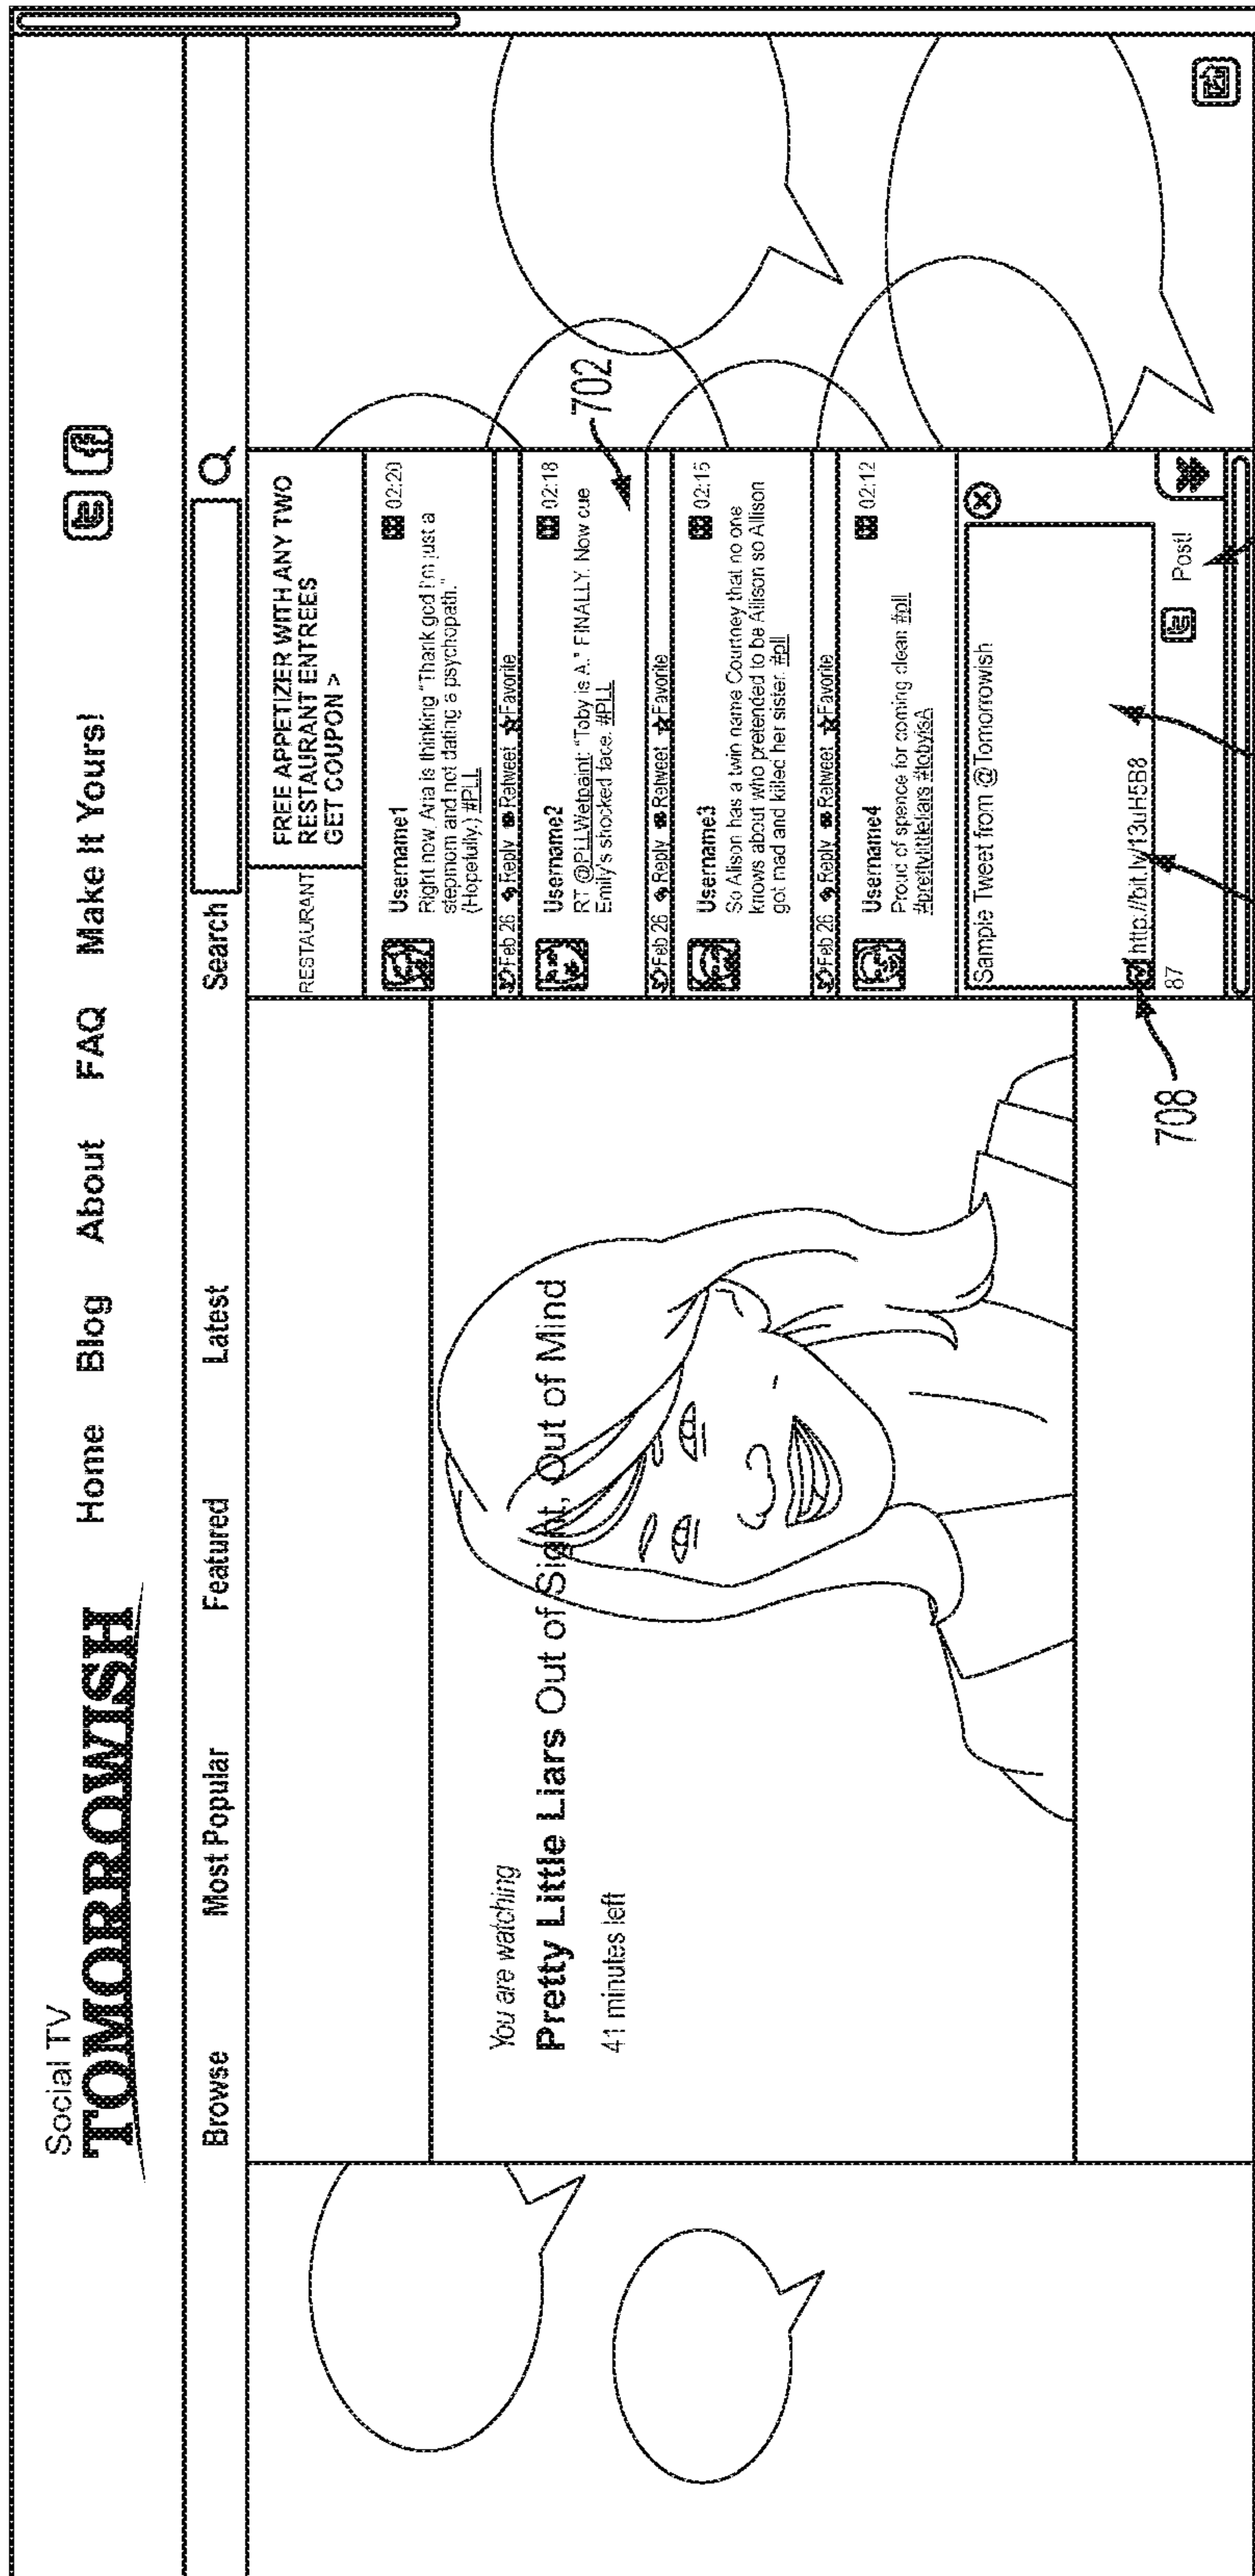 Social TV
TOMORROWISH
Home Blog About FAQ Make It Yours!
Browse Most Popular Featured Latest Search
You are watching
Pretty Little Liars Out of Sight, Out of Mind
41 minutes left
RESTAURANT
FREE APPETIZER WITH ANY TWO
RESTAURANT ENTREES
GET COUPON >
Username1 02:20
Right now Aria is thinking "Thank god I'm just a
stepmom and not dating a psychopath."
(Hopefully.) #PLL
Feb 26 Reply Retweet Favorite
Username2 02:18
RT @PLLWetpaint: "Toby is A." FINALLY. Now cue
Emily's shocked face. #PLL
Feb 26 Reply Retweet Favorite
702
Username3 02:15
So Alison has a twin name Courtney that no one
knows about who pretended to be Allison so Allison
got mad and killed her sister. #pll
Feb 26 Reply Retweet Favorite
Username4 02:12
Proud of spence for coming clean #pll
#prettylittleliars #tobyisA
Sample Tweet from @Tomorrowish
http://bit.ly/13uH5B8
87 Post!
708